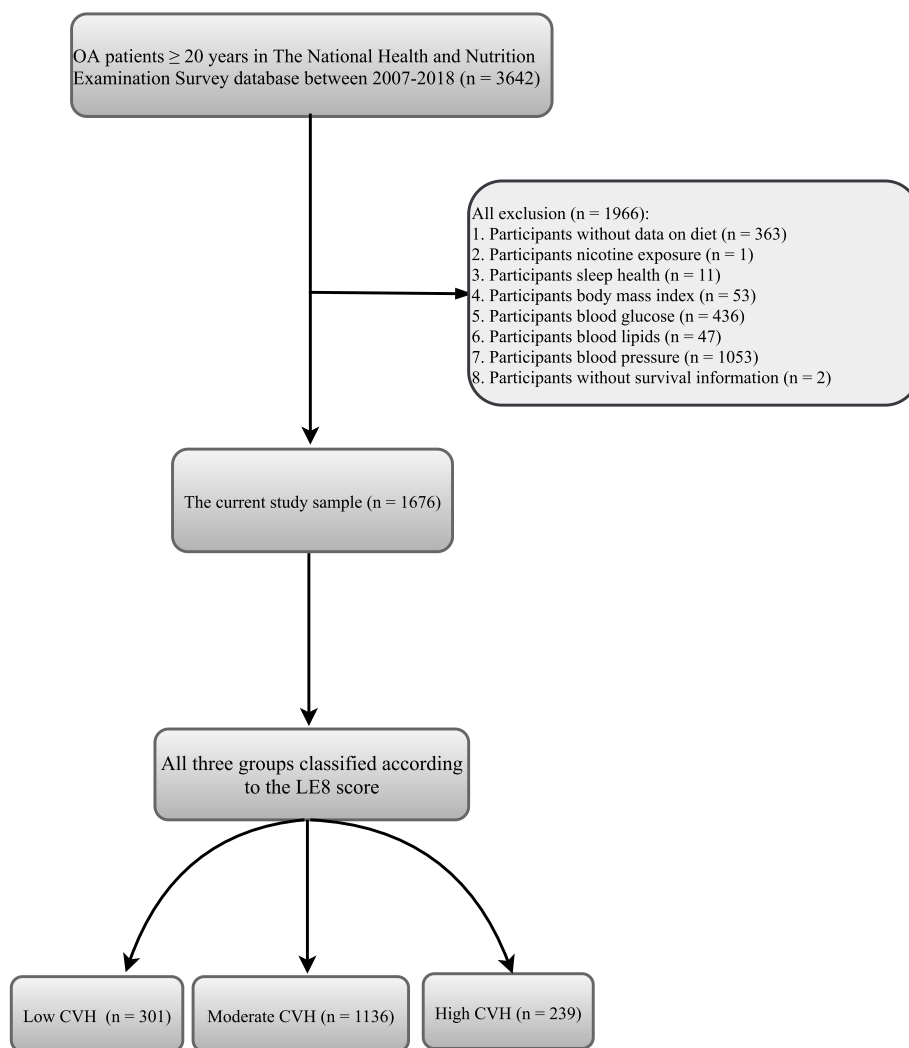 OA patients ≥ 20 years in The National Health and Nutrition
Examination Survey database between 2007-2018 (n = 3642)
All exclusion (n = 1966):
1. Participants without data on diet (n = 363)
2. Participants nicotine exposure (n = 1)
3. Participants sleep health (n = 11)
4. Participants body mass index (n = 53)
5. Participants blood glucose (n = 436)
6. Participants blood lipids (n = 47)
7. Participants blood pressure (n = 1053)
8. Participants without survival information (n = 2)
The current study sample (n = 1676)
All three groups classified according
to the LE8 score
Low CVH (n = 301)
Moderate CVH (n = 1136)
High CVH (n = 239)